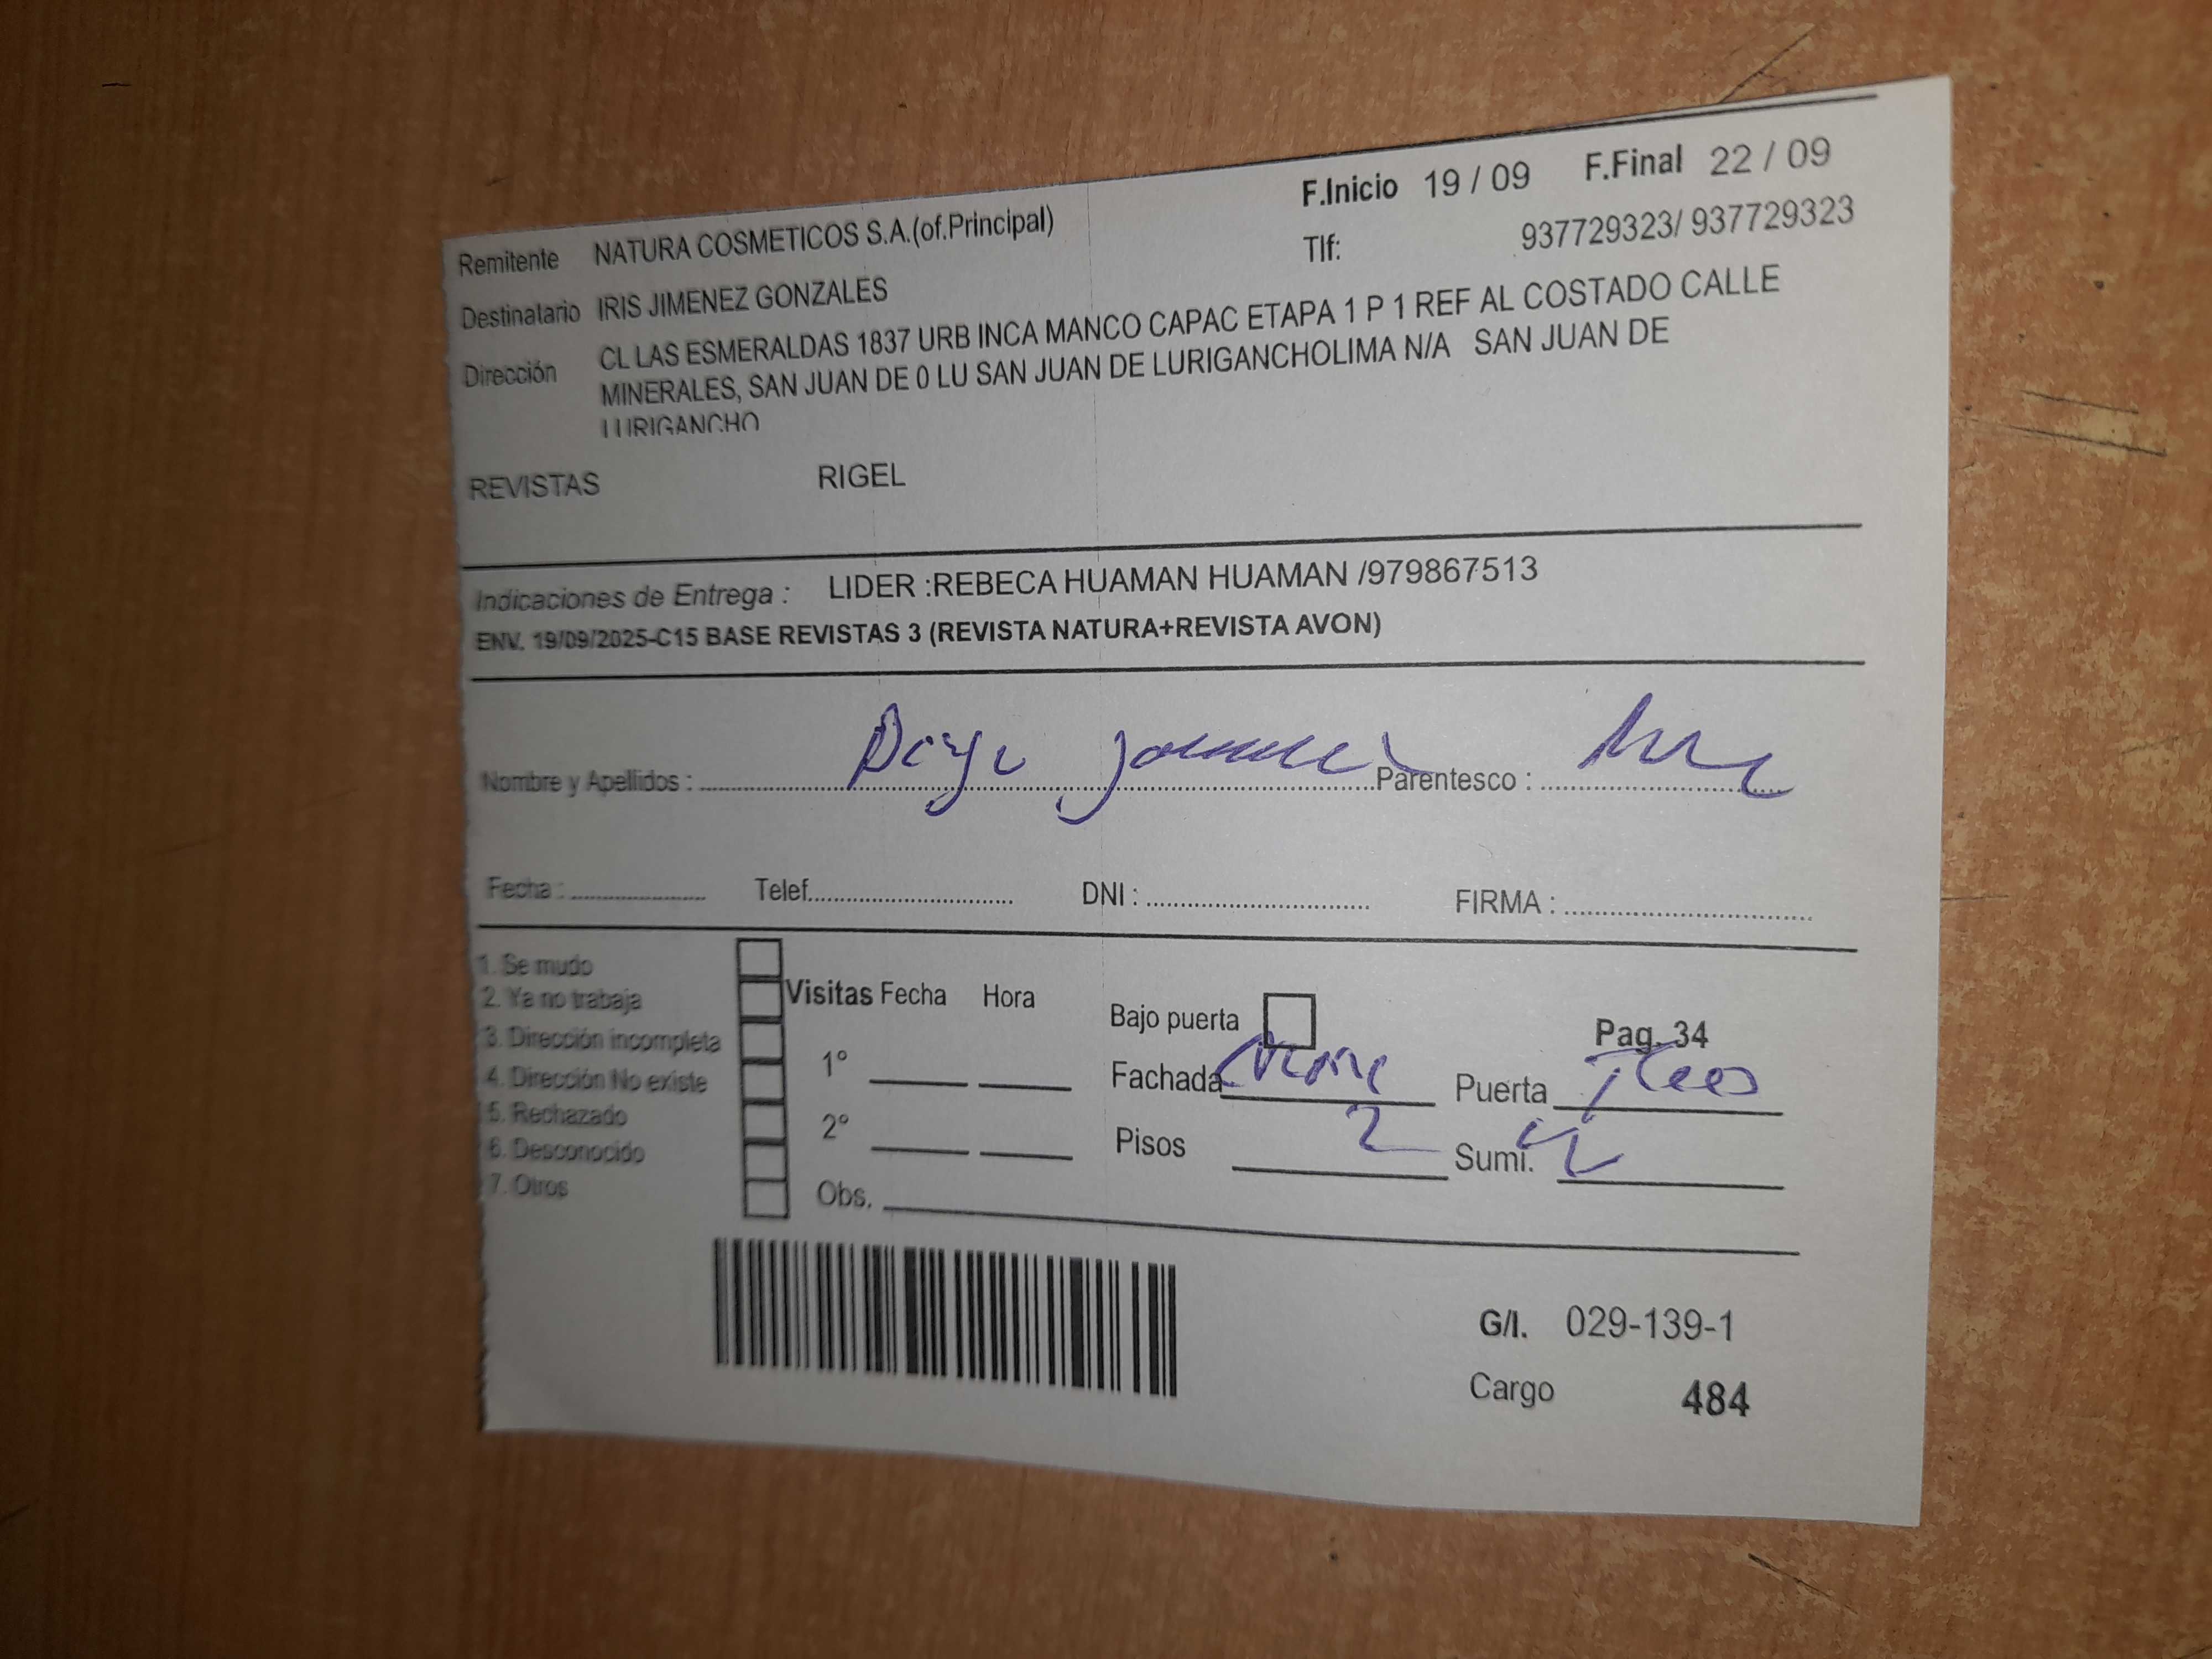 F.Inicio 19 / 09 F.Final 22 / 09
Remitente NATURA COSMETICOS S.A.(of.Principal) Tlf: 937729323/ 937729323
Destinatario IRIS JIMENEZ GONZALES
Dirección CL LAS ESMERALDAS 1837 URB INCA MANCO CAPAC ETAPA 1 P 1 REF AL COSTADO CALLE
MINERALES, SAN JUAN DE 0 LU SAN JUAN DE LURIGANCHOLIMA N/A SAN JUAN DE
LURIGANCHO
REVISTAS RIGEL
Indicaciones de Entrega : LIDER :REBECA HUAMAN HUAMAN /979867513
ENV. 19/09/2025-C15 BASE REVISTAS 3 (REVISTA NATURA+REVISTA AVON)
Nombre y Apellidos : Parentesco :
Fecha : Telef. DNI : FIRMA :
1. Se mudo
2. Ya no trabaja
3. Dirección incompleta
4. Dirección No existe
5. Rechazado
6. Desconocido
7. Otros
Visitas Fecha Hora
1°
2°
Obs.
Bajo puerta Pag. 34
Fachada Puerta
Pisos 2 Sumi.
G/I. 029-139-1
Cargo 484